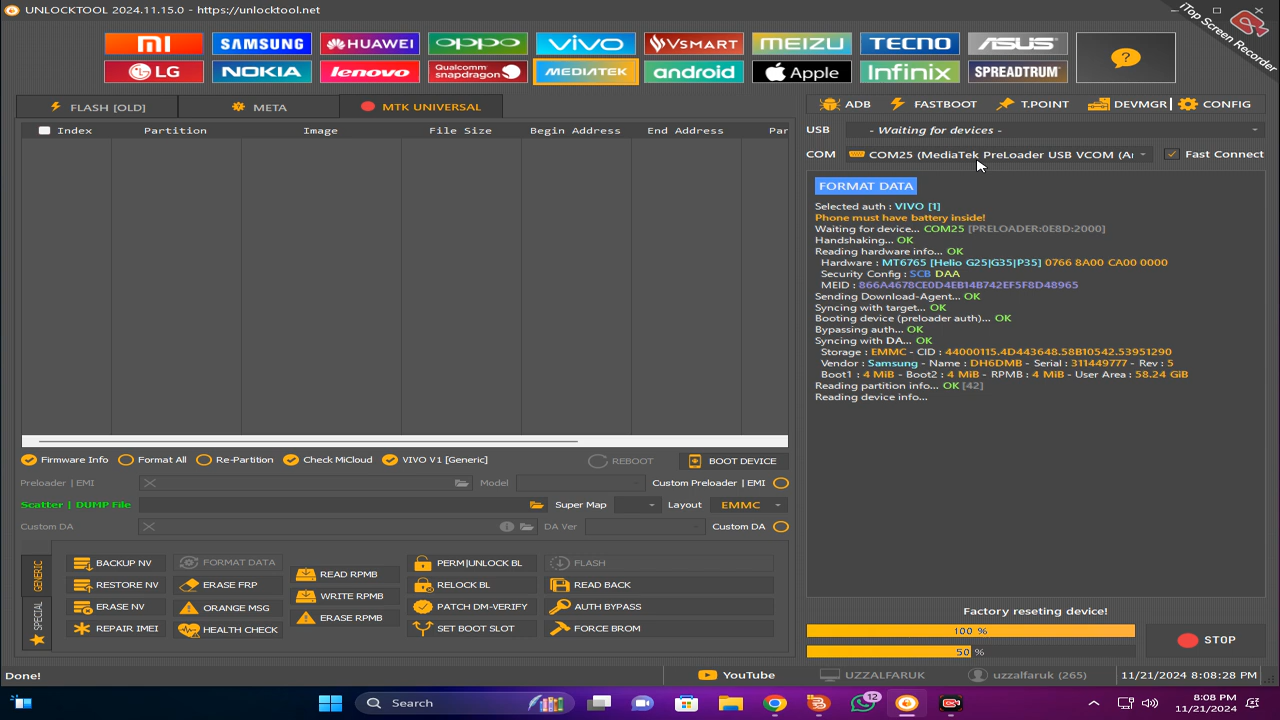 UNLOCKTOOL 2024.11.15.0 - https://unlocktool.net
iTop Screen Recorder
MI SAMSUNG HUAWEI OPPO VIVO VSMART MEIZU TECNO ASUS ?
LG NOKIA lenovo Qualcomm snapdragon MEDIATEK android Apple Infinix SPREADTRUM
FLASH [OLD] META MTK UNIVERSAL
ADB FASTBOOT T.POINT DEVMGR CONFIG
Index Partition Image File Size Begin Address End Address Par
USB - Waiting for devices -
COM COM25 (MediaTek PreLoader USB VCOM (Ar Fast Connect
FORMAT DATA
Selected auth : VIVO [1]
Phone must have battery inside!
Waiting for device... COM25 [PRELOADER:0E8D:2000]
Handshaking... OK
Reading hardware info... OK
Hardware : MT6765 [Helio G25|G35|P35] 0766 8A00 CA00 0000
Security Config : SCB DAA
MEID : 866A4678CE0D4EB14B742EF5F8D48965
Sending Download-Agent... OK
Syncing with target... OK
Booting device (preloader auth)... OK
Bypassing auth... OK
Syncing with DA... OK
Storage : EMMC - CID : 44000115.4D443648.58B10542.53951290
Vendor : Samsung - Name : DH6DMB - Serial : 311449777 - Rev : 5
Boot1 : 4 MiB - Boot2 : 4 MiB - RPMB : 4 MiB - User Area : 58.24 GiB
Reading partition info... OK [42]
Reading device info...
Firmware Info Format All Re-Partition Check MiCloud VIVO V1 [Generic] REBOOT BOOT DEVICE
Preloader | EMI Model Custom Preloader | EMI
Scatter | DUMP File Super Map Layout EMMC
Custom DA DA Ver Custom DA
GENERIC
SPECIAL
BACKUP NV FORMAT DATA READ RPMB PERM|UNLOCK BL FLASH
RESTORE NV ERASE FRP WRITE RPMB RELOCK BL READ BACK
ERASE NV ORANGE MSG ERASE RPMB PATCH DM-VERIFY AUTH BYPASS
REPAIR IMEI HEALTH CHECK SET BOOT SLOT FORCE BROM
Factory reseting device!
100 %
50 %
STOP
Done! YouTube UZZALFARUK uzzalfaruk (265) 11/21/2024 8:08:28 PM
Search 12 8:08 PM
11/21/2024